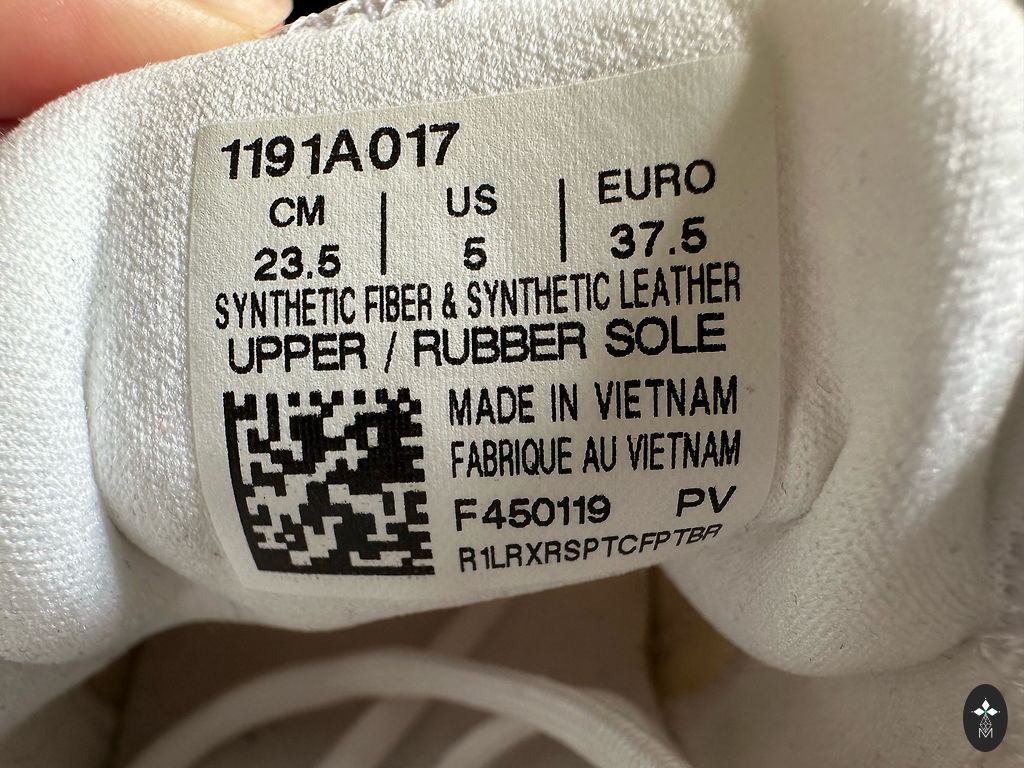 1191A017
CM | US | EURO
23.5 | 5 | 37.5
SYNTHETIC FIBER & SYNTHETIC LEATHER
UPPER / RUBBER SOLE
MADE IN VIETNAM
FABRIQUE AU VIETNAM
F450119 PV
R1LRXRSPTCFPTBR
M